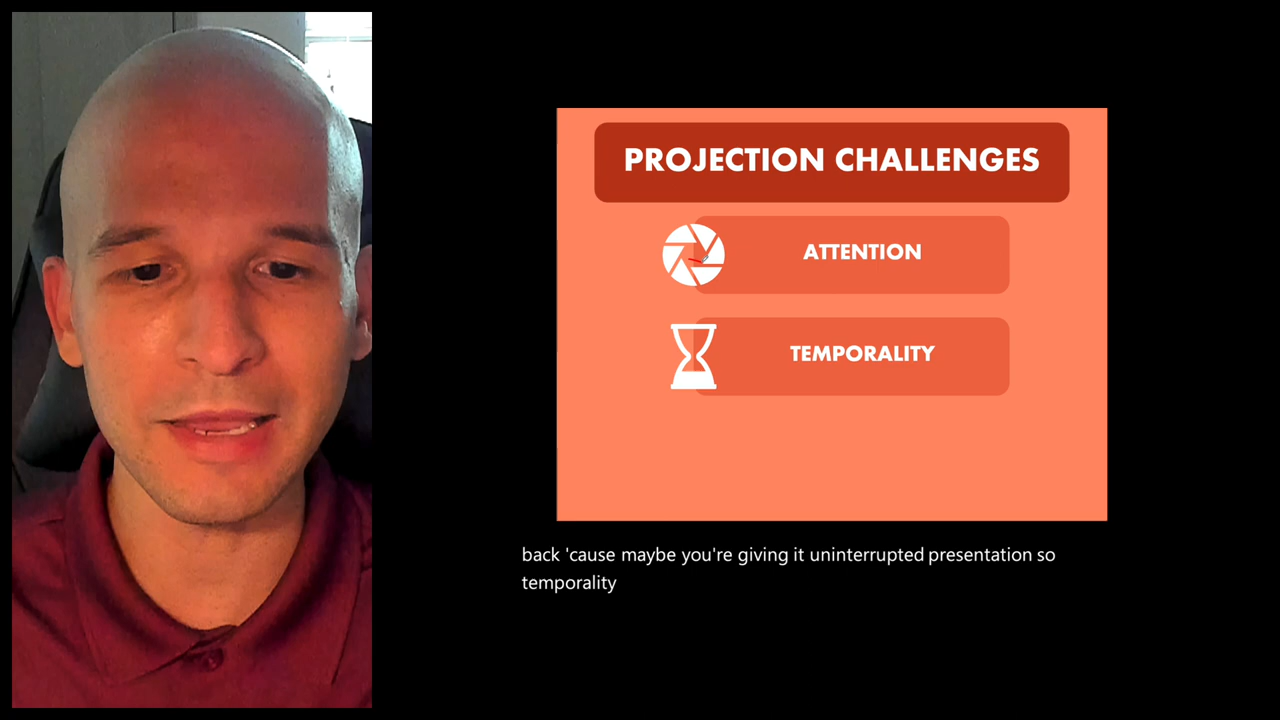 PROJECTION CHALLENGES
ATTENTION
TEMPORALITY
back 'cause maybe you're giving it uninterrupted presentation so
temporality